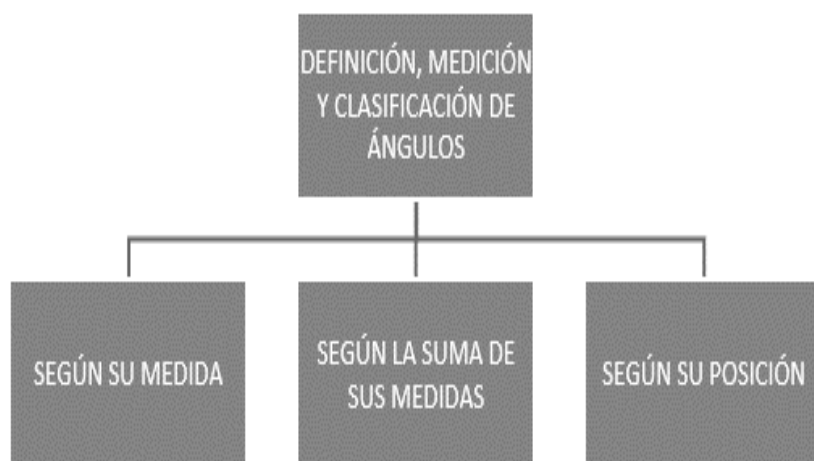 DEFINICIÓN, MEDICIÓN
Y CLASIFICACIÓN DE
ÁNGULOS
SEGÚN SU MEDIDA
SEGÚN LA SUMA DE
SUS MEDIDAS
SEGÚN SU POSICIÓN